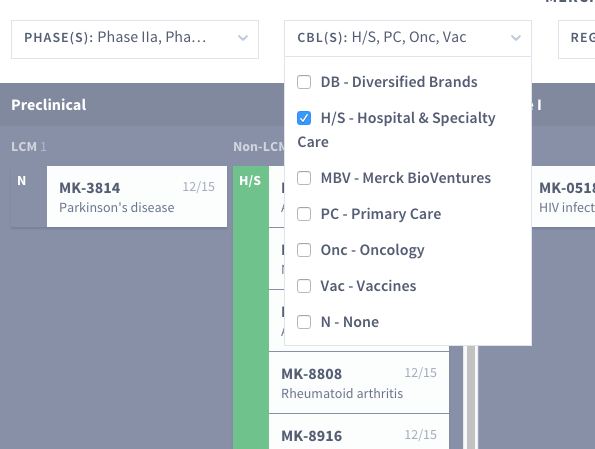 PHASE(S): Phase IIa, Pha…
CBL(S): H/S, PC, Onc, Vac
REG
DB - Diversified Brands
H/S - Hospital & Specialty
Care
MBV - Merck BioVentures
PC - Primary Care
Onc - Oncology
Vac - Vaccines
N - None
Preclinical
I
LCM 1
Non-LCM
N
MK-3814
12/15
Parkinson's disease
H/S
MK-0518
HIV infect
MK-8808
12/15
Rheumatoid arthritis
MK-8916
12/15